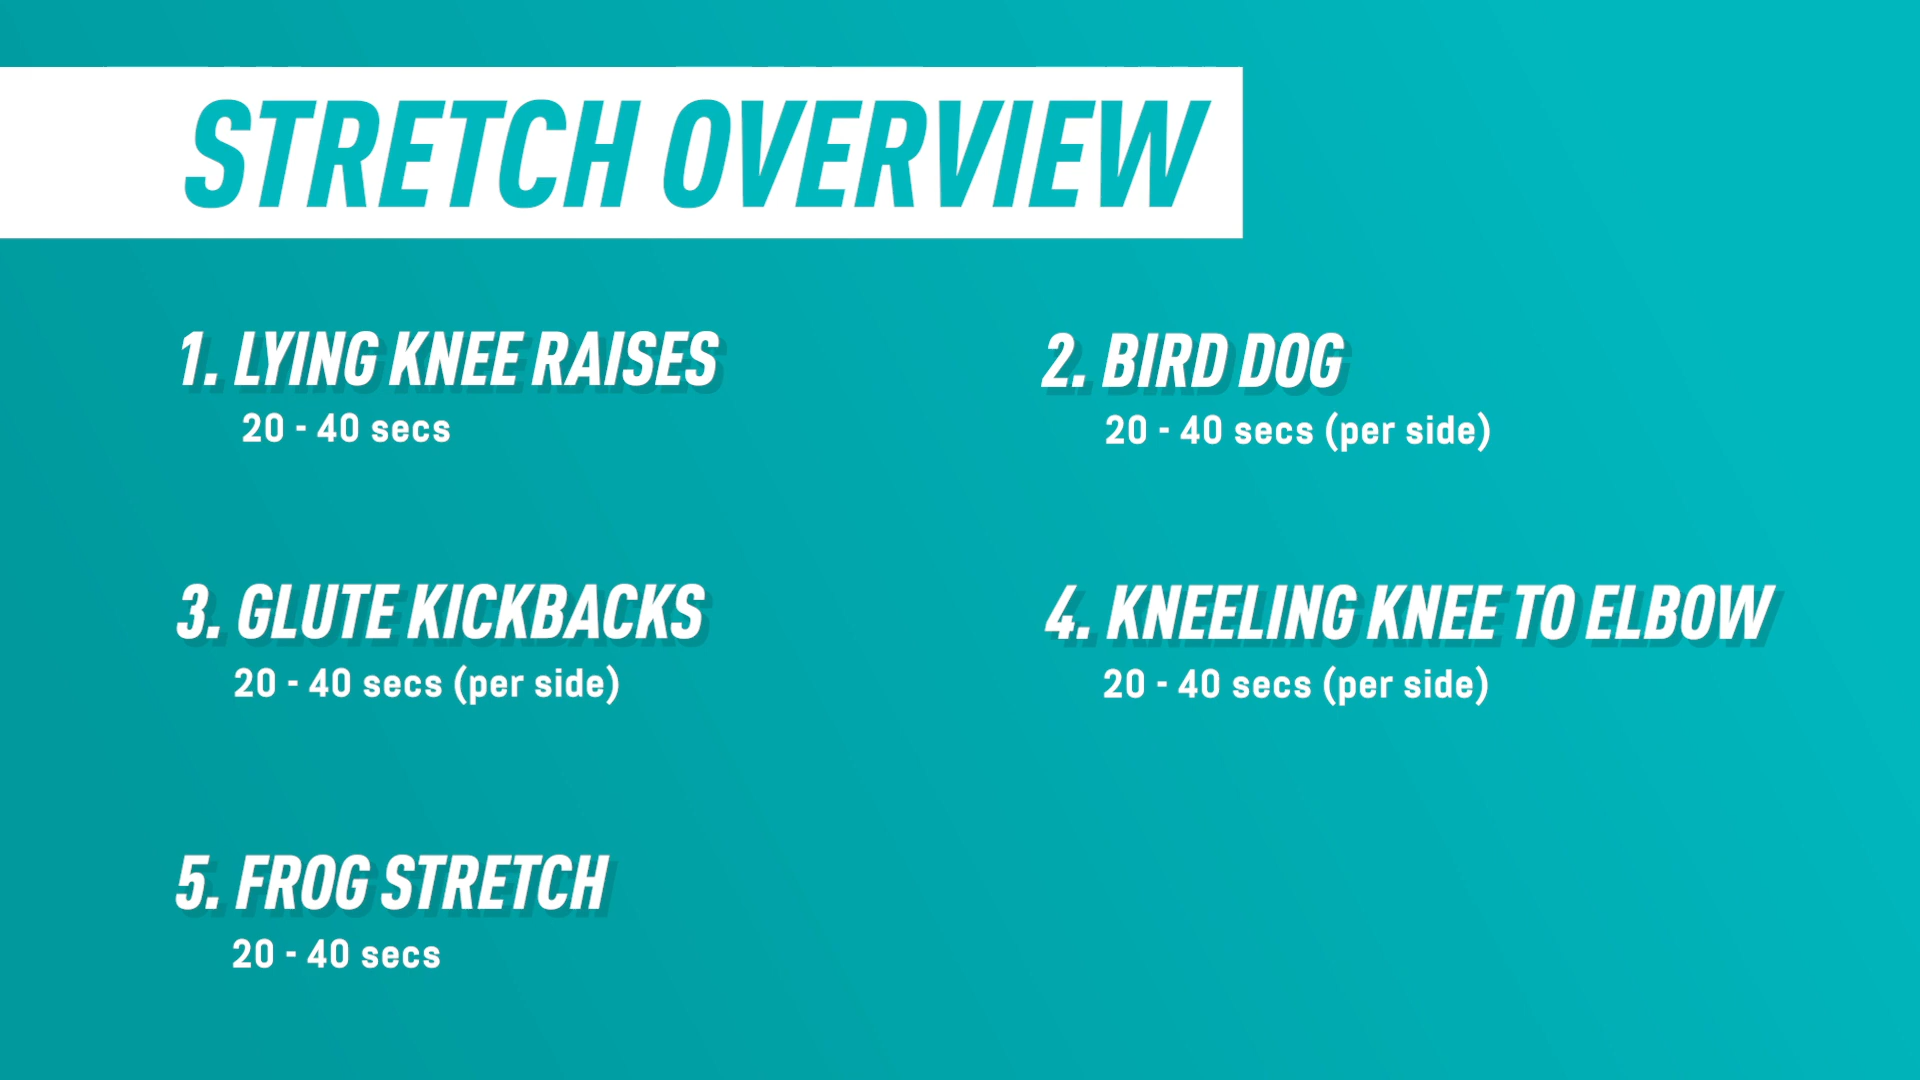 STRETCH OVERVIEW
1. LYING KNEE RAISES
20 - 40 secs
2. BIRD DOG
20 - 40 secs (per side)
3. GLUTE KICKBACKS
20 - 40 secs (per side)
4. KNEELING KNEE TO ELBOW
20 - 40 secs (per side)
5. FROG STRETCH
20 - 40 secs